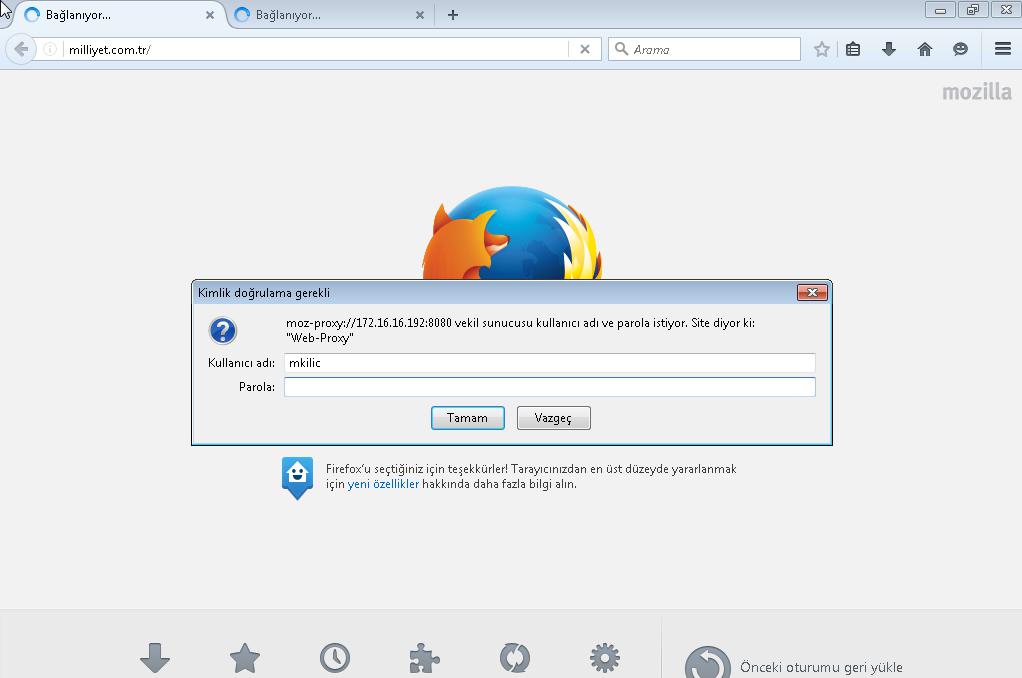 Bağlanıyor...
Bağlanıyor...
milliyet.com.tr/
Arama
mozilla
Kimlik doğrulama gerekli
moz-proxy://172.16.16.192:8080 vekil sunucusu kullanıcı adı ve parola istiyor. Site diyor ki:
"Web-Proxy"
Kullanıcı adı: mkilic
Parola:
Tamam Vazgeç
Firefox'u seçtiğiniz için teşekkürler! Tarayıcınızdan en üst düzeyde yararlanmak
için yeni özellikler hakkında daha fazla bilgi alın.
Önceki oturumu geri yükle